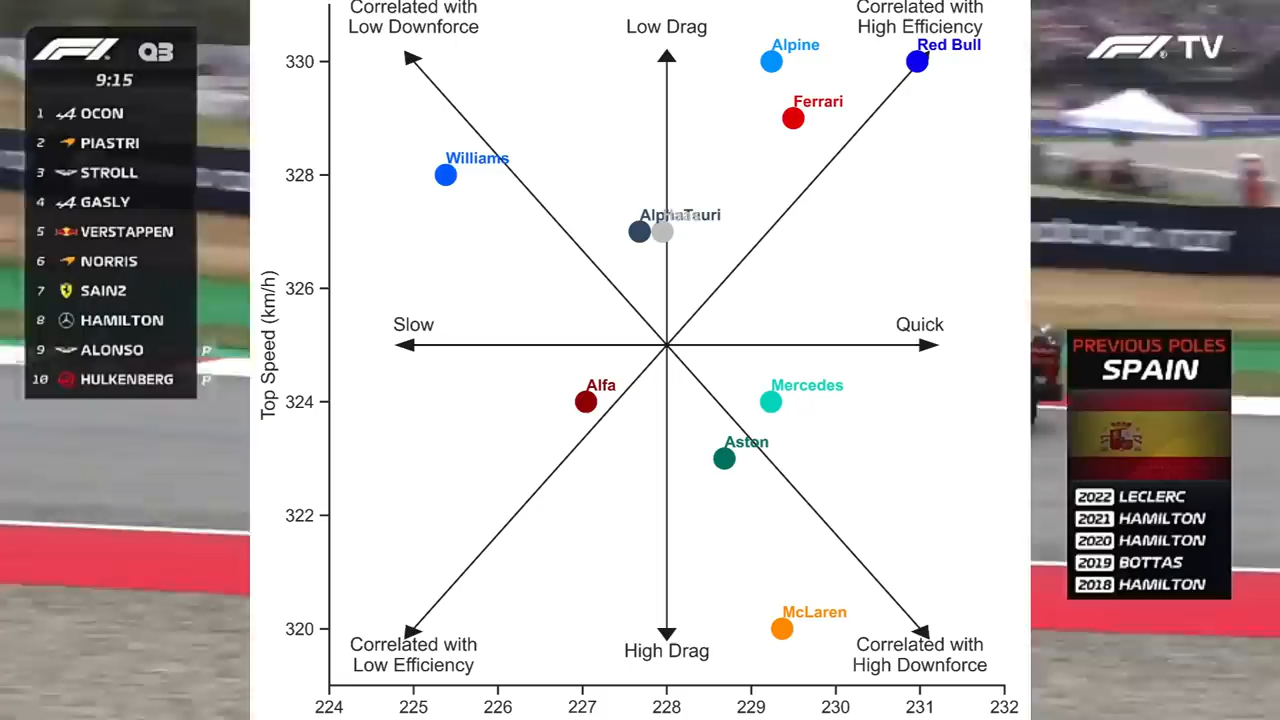 F1 Q3
9:15
1 OCON
2 PIASTRI
3 STROLL
4 GASLY
5 VERSTAPPEN
6 NORRIS
7 SAINZ
8 HAMILTON
9 ALONSO P
10 HULKENBERG P
Correlated with
Low Downforce
Low Drag
Correlated with
High Efficiency
Alpine
Red Bull
Ferrari
Williams
AlphaTauri
Slow
Quick
Alfa
Mercedes
Aston
McLaren
Correlated with
Low Efficiency
High Drag
Correlated with
High Downforce
Top Speed (km/h)
330
328
326
324
322
320
224 225 226 227 228 229 230 231 232
F1 TV
PREVIOUS POLES
SPAIN
2022 LECLERC
2021 HAMILTON
2020 HAMILTON
2019 BOTTAS
2018 HAMILTON